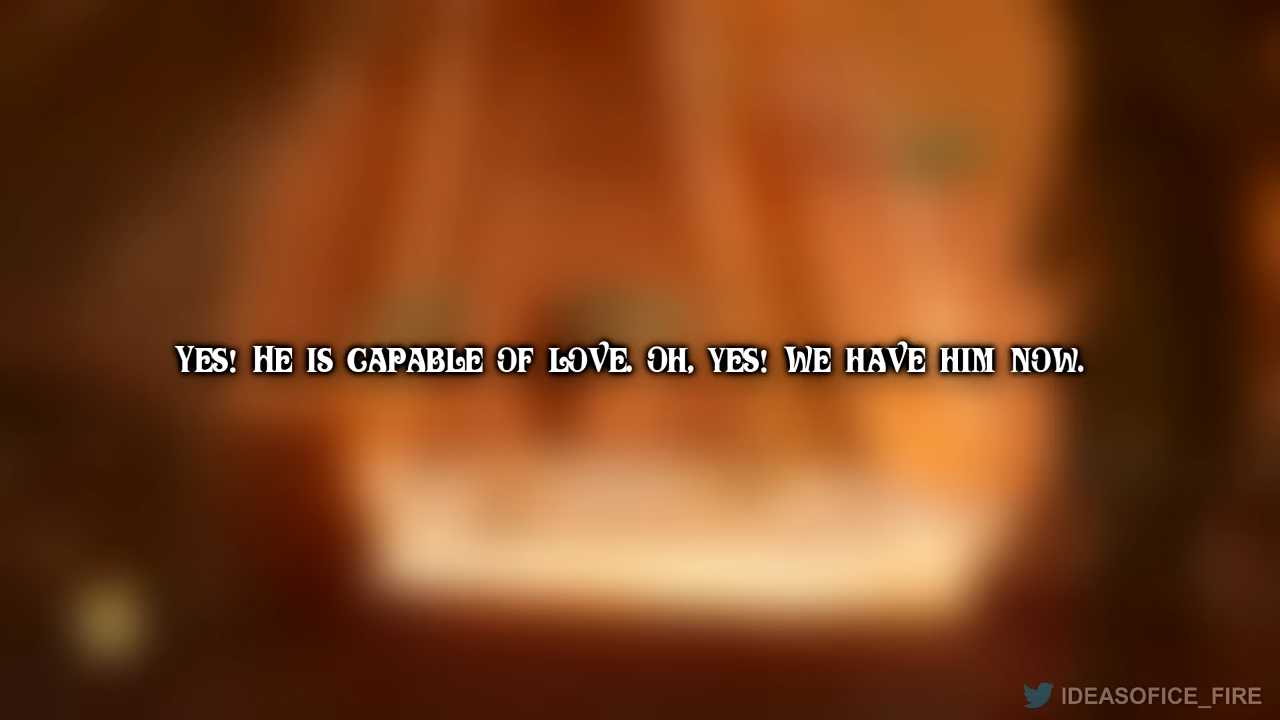 Yes! He is capable of love. Oh, yes! We have him now.
IDEASOFICE_FIRE